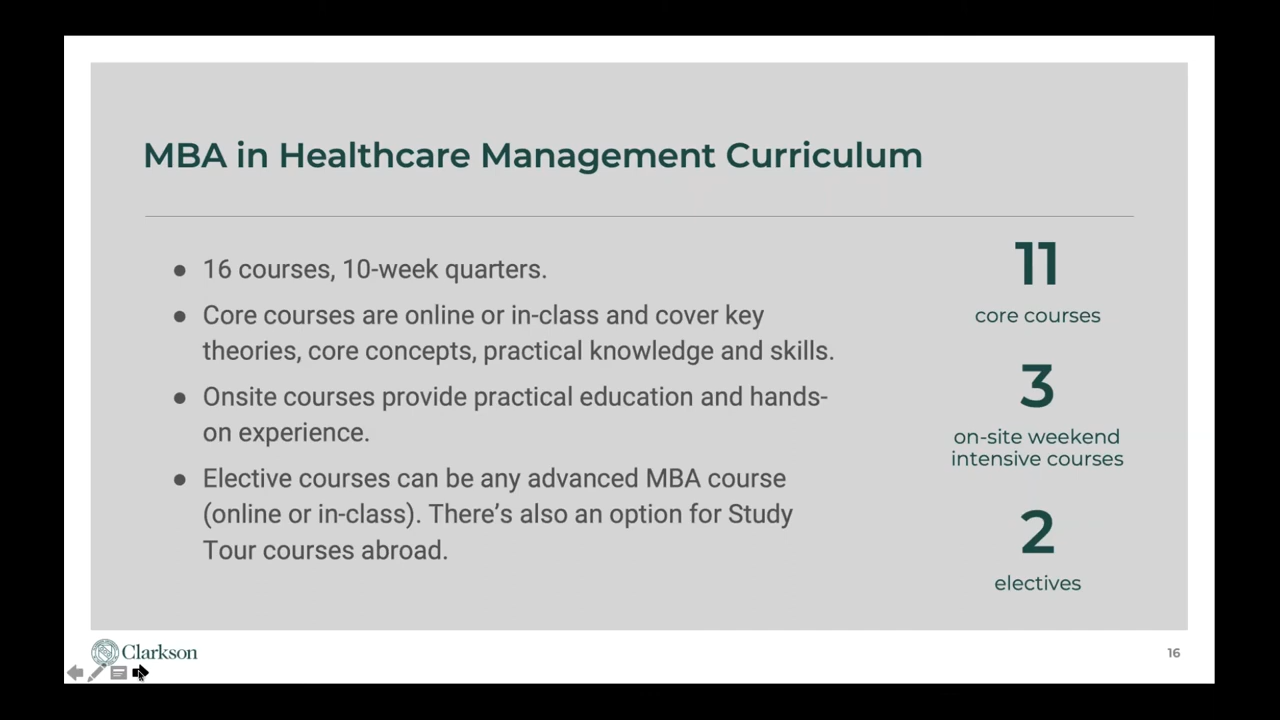 MBA in Healthcare Management Curriculum
● 16 courses, 10-week quarters.
● Core courses are online or in-class and cover key
theories, core concepts, practical knowledge and skills.
● Onsite courses provide practical education and hands-
on experience.
● Elective courses can be any advanced MBA course
(online or in-class). There’s also an option for Study
Tour courses abroad.
11
core courses
3
on-site weekend
intensive courses
2
electives
Clarkson
16